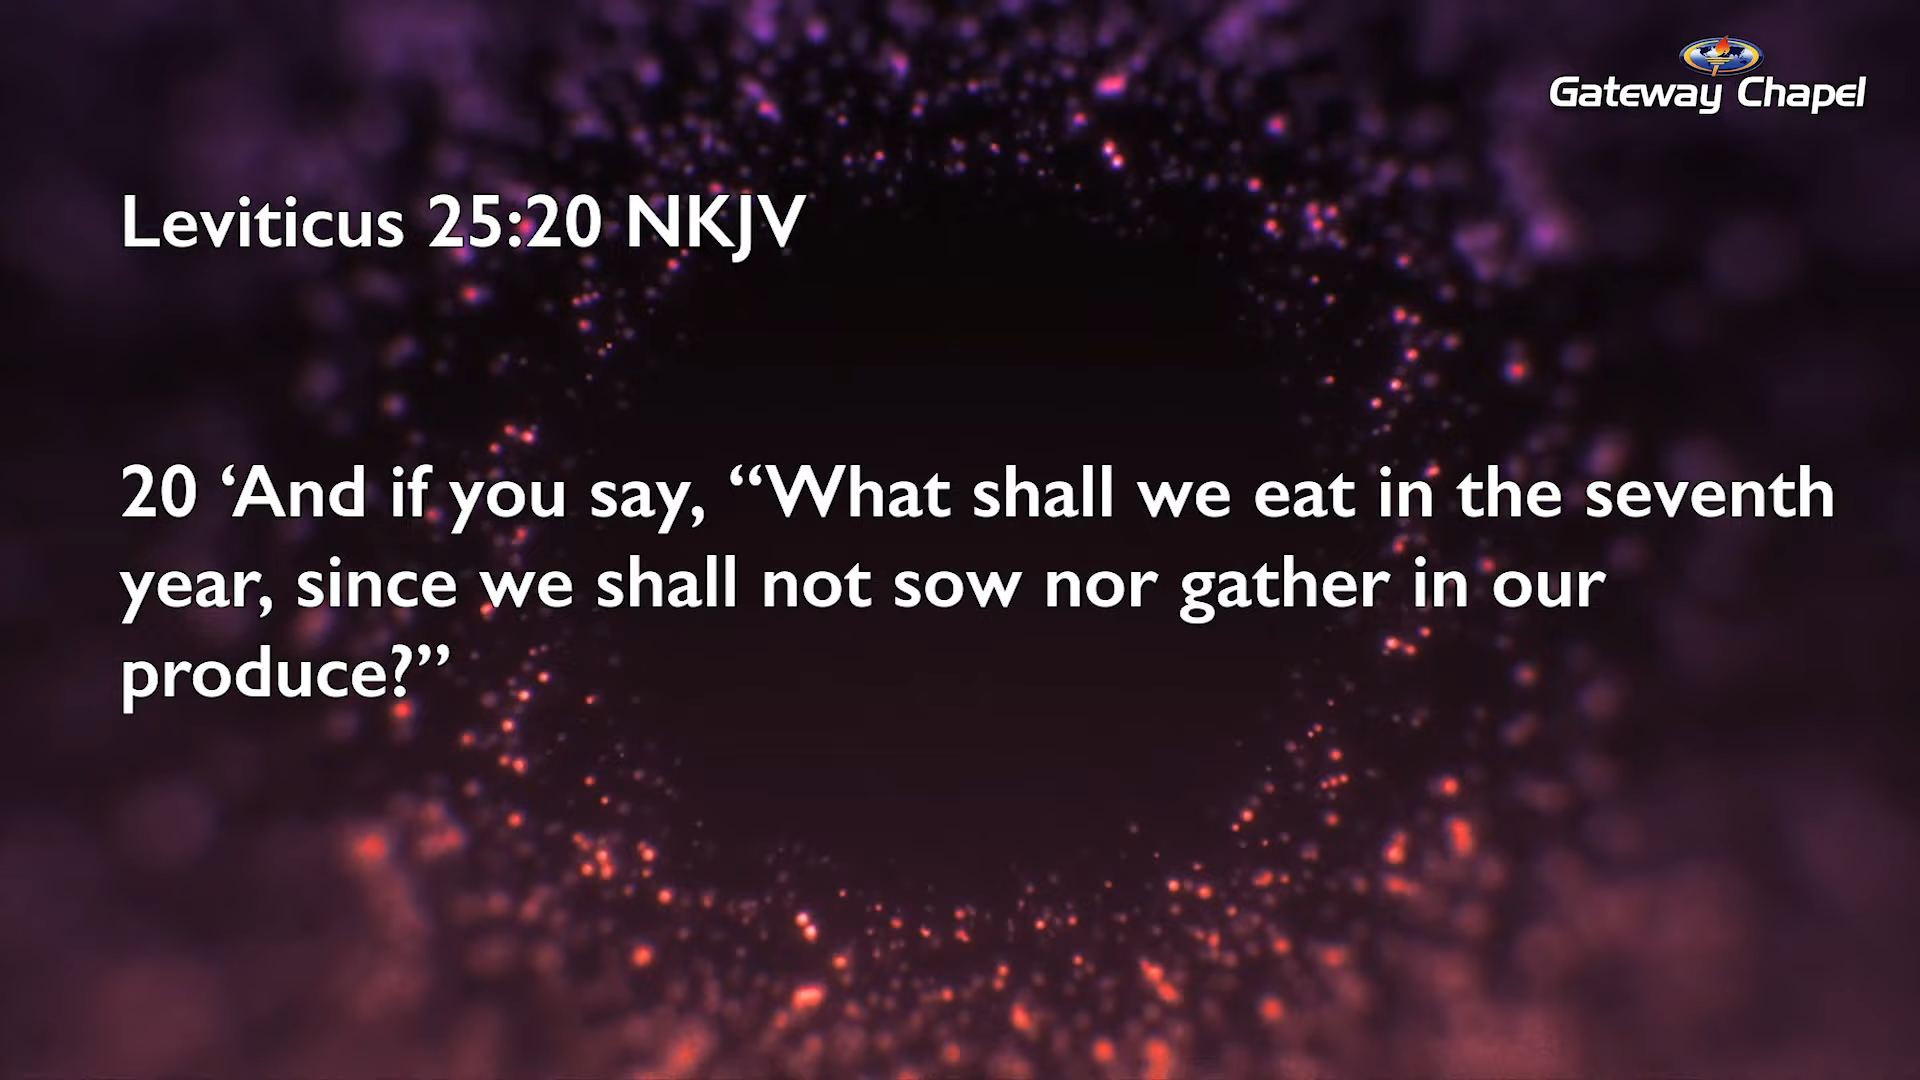 Gateway Chapel
Leviticus 25:20 NKJV
20 ‘And if you say, “What shall we eat in the seventh
year, since we shall not sow nor gather in our
produce?”